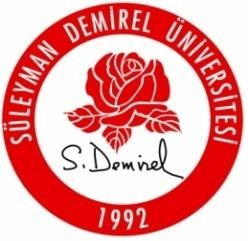 SÜLEYMAN DEMİREL ÜNİVERSİTESİ
S. Demirel
1992